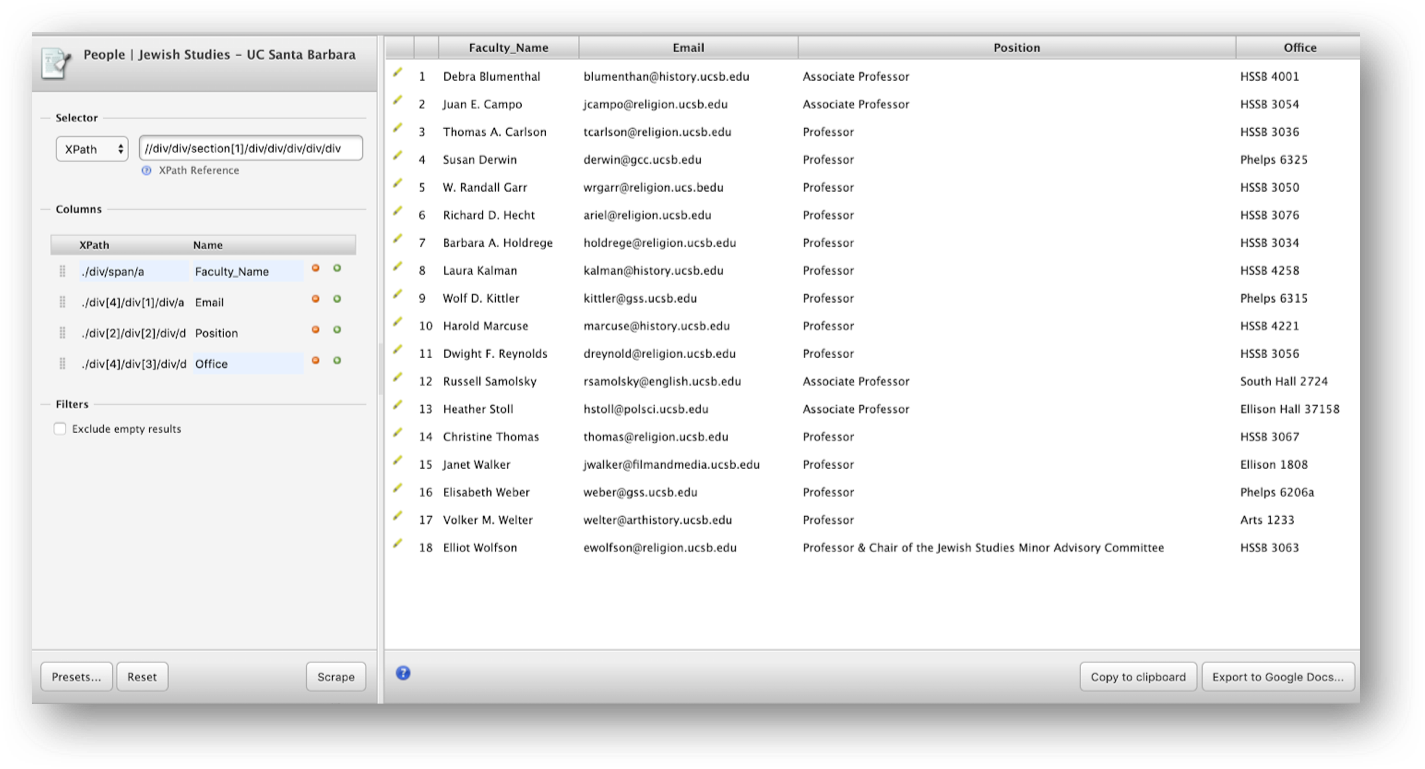 People | Jewish Studies - UC Santa Barbara
Selector
XPath //div/div/section[1]/div/div/div/div/div
? XPath Reference
Columns
XPath Name
./div/span/a Faculty_Name
./div[4]/div[1]/div/a Email
./div[2]/div[2]/div/d Position
./div[4]/div[3]/div/d Office
Filters
Exclude empty results
Presets... Reset Scrape
Faculty_Name Email Position Office
1 Debra Blumenthal blumenthan@history.ucsb.edu Associate Professor HSSB 4001
2 Juan E. Campo jcampo@religion.ucsb.edu Associate Professor HSSB 3054
3 Thomas A. Carlson tcarlson@religion.ucsb.edu Professor HSSB 3036
4 Susan Derwin derwin@gcc.ucsb.edu Professor Phelps 6325
5 W. Randall Garr wrgarr@religion.ucs.bedu Professor HSSB 3050
6 Richard D. Hecht ariel@religion.ucsb.edu Professor HSSB 3076
7 Barbara A. Holdrege holdrege@religion.ucsb.edu Professor HSSB 3034
8 Laura Kalman kalman@history.ucsb.edu Professor HSSB 4258
9 Wolf D. Kittler kittler@gss.ucsb.edu Professor Phelps 6315
10 Harold Marcuse marcuse@history.ucsb.edu Professor HSSB 4221
11 Dwight F. Reynolds dreynold@religion.ucsb.edu Professor HSSB 3056
12 Russell Samolsky rsamolsky@english.ucsb.edu Associate Professor South Hall 2724
13 Heather Stoll hstoll@polsci.ucsb.edu Associate Professor Ellison Hall 37158
14 Christine Thomas thomas@religion.ucsb.edu Professor HSSB 3067
15 Janet Walker jwalker@filmandmedia.ucsb.edu Professor Ellison 1808
16 Elisabeth Weber weber@gss.ucsb.edu Professor Phelps 6206a
17 Volker M. Welter welter@arthistory.ucsb.edu Professor Arts 1233
18 Elliot Wolfson ewolfson@religion.ucsb.edu Professor & Chair of the Jewish Studies Minor Advisory Committee HSSB 3063
? Copy to clipboard Export to Google Docs...